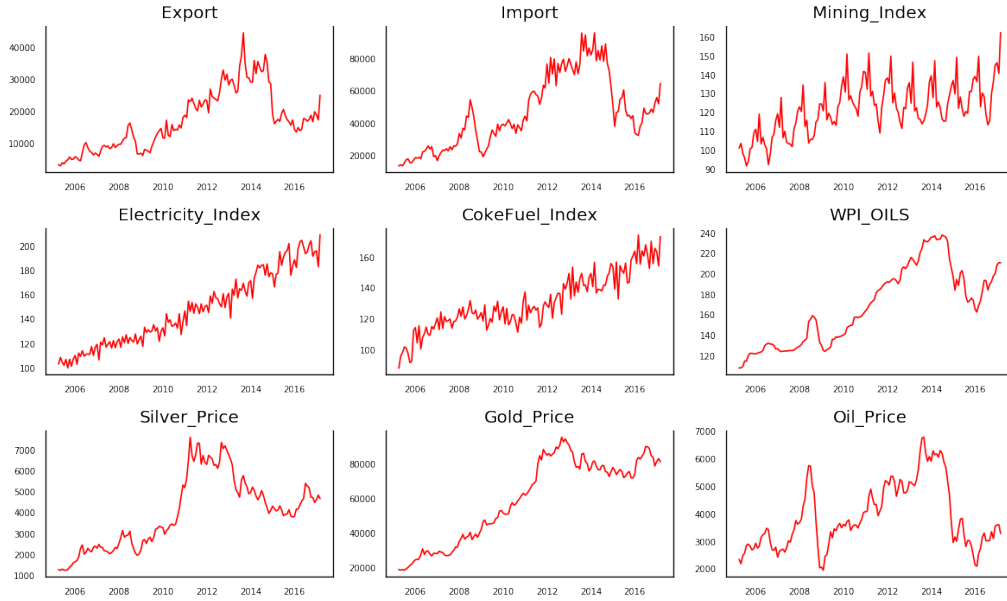 Export
Import
Mining_Index
40000
30000
20000
10000
2006 2008 2010 2012 2014 2016
80000
60000
40000
20000
2006 2008 2010 2012 2014 2016
160
150
140
130
120
110
100
90
2006 2008 2010 2012 2014 2016
Electricity_Index
CokeFuel_Index
WPI_OILS
200
180
160
140
120
100
2006 2008 2010 2012 2014 2016
160
140
120
100
2006 2008 2010 2012 2014 2016
240
220
200
180
160
140
120
2006 2008 2010 2012 2014 2016
Silver_Price
Gold_Price
Oil_Price
7000
6000
5000
4000
3000
2000
1000
2006 2008 2010 2012 2014 2016
80000
60000
40000
20000
2006 2008 2010 2012 2014 2016
7000
6000
5000
4000
3000
2000
2006 2008 2010 2012 2014 2016